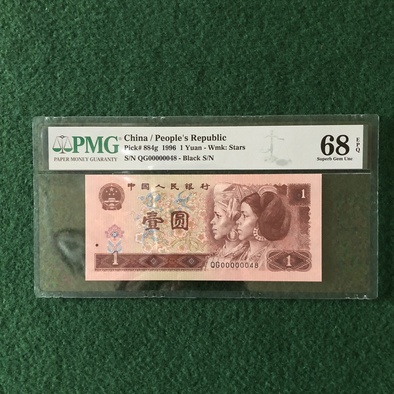 PMG
PAPER MONEY GUARANTY
China / People's Republic
Pick# 884g 1996 1 Yuan - Wmk: Stars
S/N QG00000048 - Black S/N
68 EPQ
Superb Gem Unc
中国人民银行
1
壹圆
1
QG00000048
1